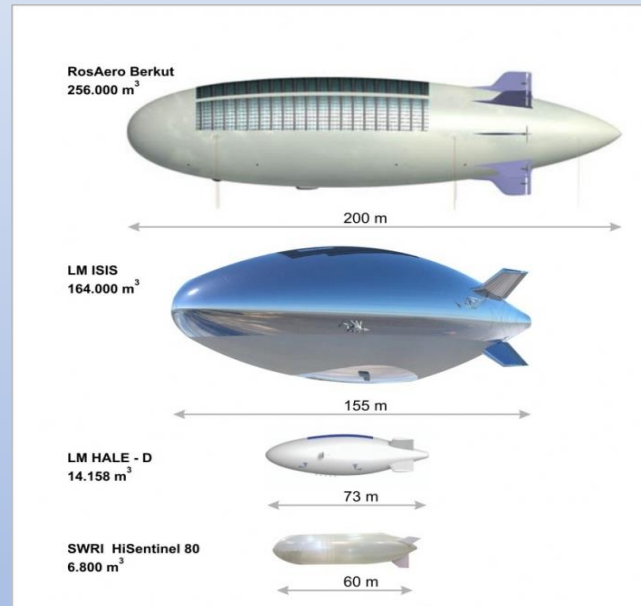 RosAero Berkut
256.000 m³
200 m
LM ISIS
164.000 m³
155 m
LM HALE - D
14.158 m³
73 m
SWRI HiSentinel 80
6.800 m³
60 m